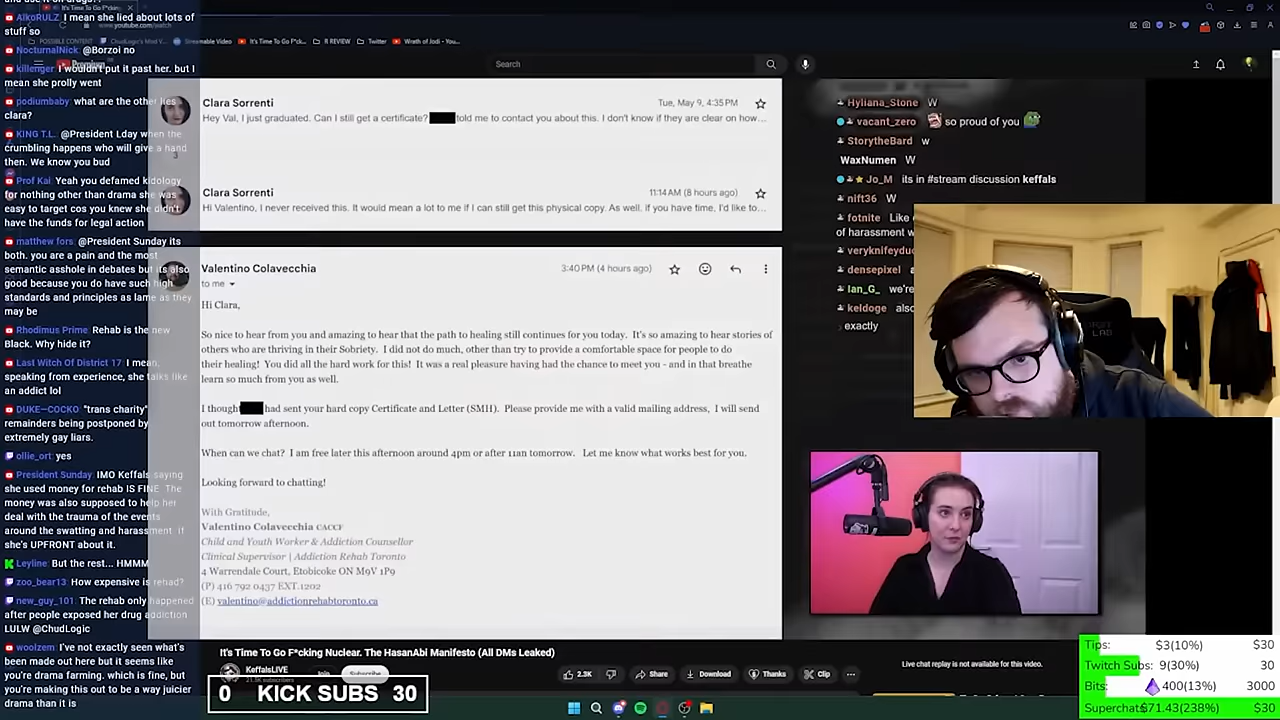 AlkoRULZ I mean she lied about lots of
stuff so
NocturnalNick: @Borzoi no
killenger I wouldn't put it past her. but I
mean she prolly went
podiumbaby what are the other lies
clara?
KING T.L. @President Lday when the
crumbling happens who will give a hand
then. We know you bud
Prof Kai Yeah you defamed kidology
for nothing other than drama she was
easy to target cos you knew she didn't
have the funds for legal action
matthew fors: @President Sunday its
both. you are a pain and the most
semantic asshole in debates but its also
good because you do have such high
standards and principles as lame as they
may be
Rhodimus Prime: Rehab is the new
Black. Why hide it?
Last Witch Of District 17: I mean,
speaking from experience, she talks like
an addict lol
DUKE—COCKO: "trans charity"
remainders being postponed by
extremely gay liars.
ollie_ort: yes
President Sunday: IMO Keffals saying
she used money for rehab IS FINE. The
money was also supposed to help her
deal with the trauma of the events
around the swatting and harassment if
she's UPFRONT about it.
Leyline: But the rest... HMMM
zoo_bear13: How expensive is rehad?
new_guy_101: The rehab only happened
after people exposed her drug addiction
LULW @ChudLogic
woolzem: I've not exactly seen what's
been made out here but it seems like
you're drama farming. which is fine, but
you're making this out to be a way juicier
drama than it is
Premium
Search
Clara Sorrenti
Tue, May 9, 4:35 PM
Hey Val, I just graduated. Can I still get a certificate? told me to contact you about this. I don't know if they are clear on how...
3
Clara Sorrenti
11:14 AM (8 hours ago)
Hi Valentino, I never received this. It would mean a lot to me if I can still get this physical copy. As well, if you have time, I'd like to...
Valentino Colavecchia
3:40 PM (4 hours ago)
to me
Hi Clara,
So nice to hear from you and amazing to hear that the path to healing still continues for you today. It's so amazing to hear stories of
others who are thriving in their Sobriety. I did not do much, other than try to provide a comfortable space for people to do
their healing! You did all the hard work for this! It was a real pleasure having had the chance to meet you - and in that breathe
learn so much from you as well.
I thought had sent your hard copy Certificate and Letter (SMII). Please provide me with a valid mailing address, I will send
out tomorrow afternoon.
When can we chat? I am free later this afternoon around 4pm or after 11an tomorrow. Let me know what works best for you.
Looking forward to chatting!
With Gratitude,
Valentino Colavecchia CACCF
Child and Youth Worker & Addiction Counsellor
Clinical Supervisor | Addiction Rehab Toronto
4 Warrendale Court, Etobicoke ON M9V 1P9
(P) 416 792 0437 EXT.1202
(E) valentino@addictionrehabtoronto.ca
Hyliana_Stone W
vacant_zero so proud of you
StorytheBard w
WaxNumen W
Jo_M its in #stream discussion keffals
nift36 W
fotnite Like
of harassment w
veryknifeydu
densepixel a
Ian_G_ we're
keldoge also
exactly
It's Time To Go F*cking Nuclear. The HasanAbi Manifesto (All DMs Leaked)
KeffalsLIVE
21.3K subscribers
Join
Subscribe
2.3K
Share
Download
Thanks
Clip
Live chat replay is not available for this video.
0 KICK SUBS 30
Tips: $3(10%) $30
Twitch Subs: 9(30%) 30
Bits: 400(13%) 3000
Superchats $71.43(238%) $30